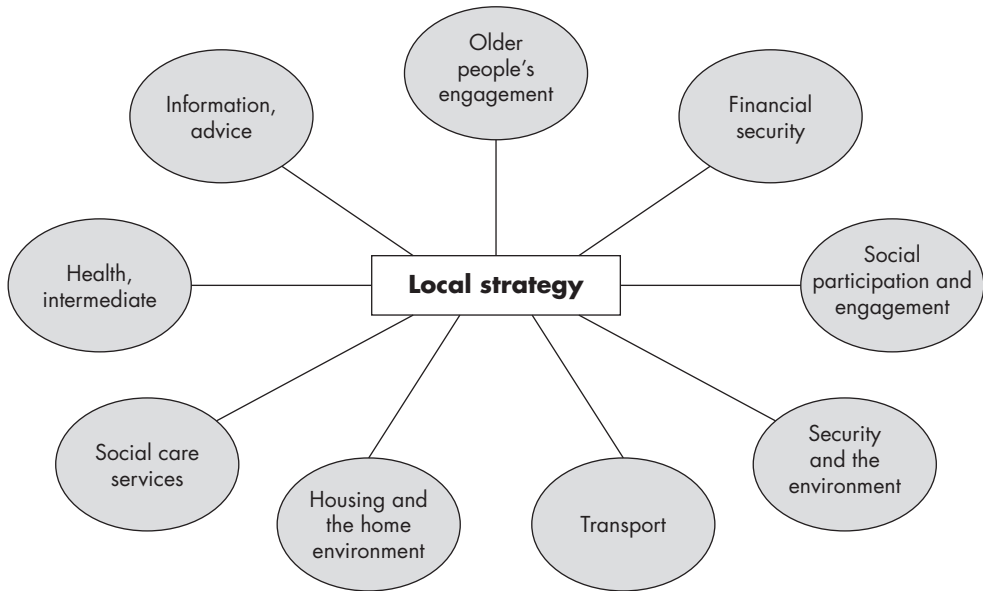 Older
people's
engagement
Information,
advice
Financial
security
Health,
intermediate
Local strategy
Social
participation and
engagement
Social care
services
Security
and the
environment
Housing and
the home
environment
Transport